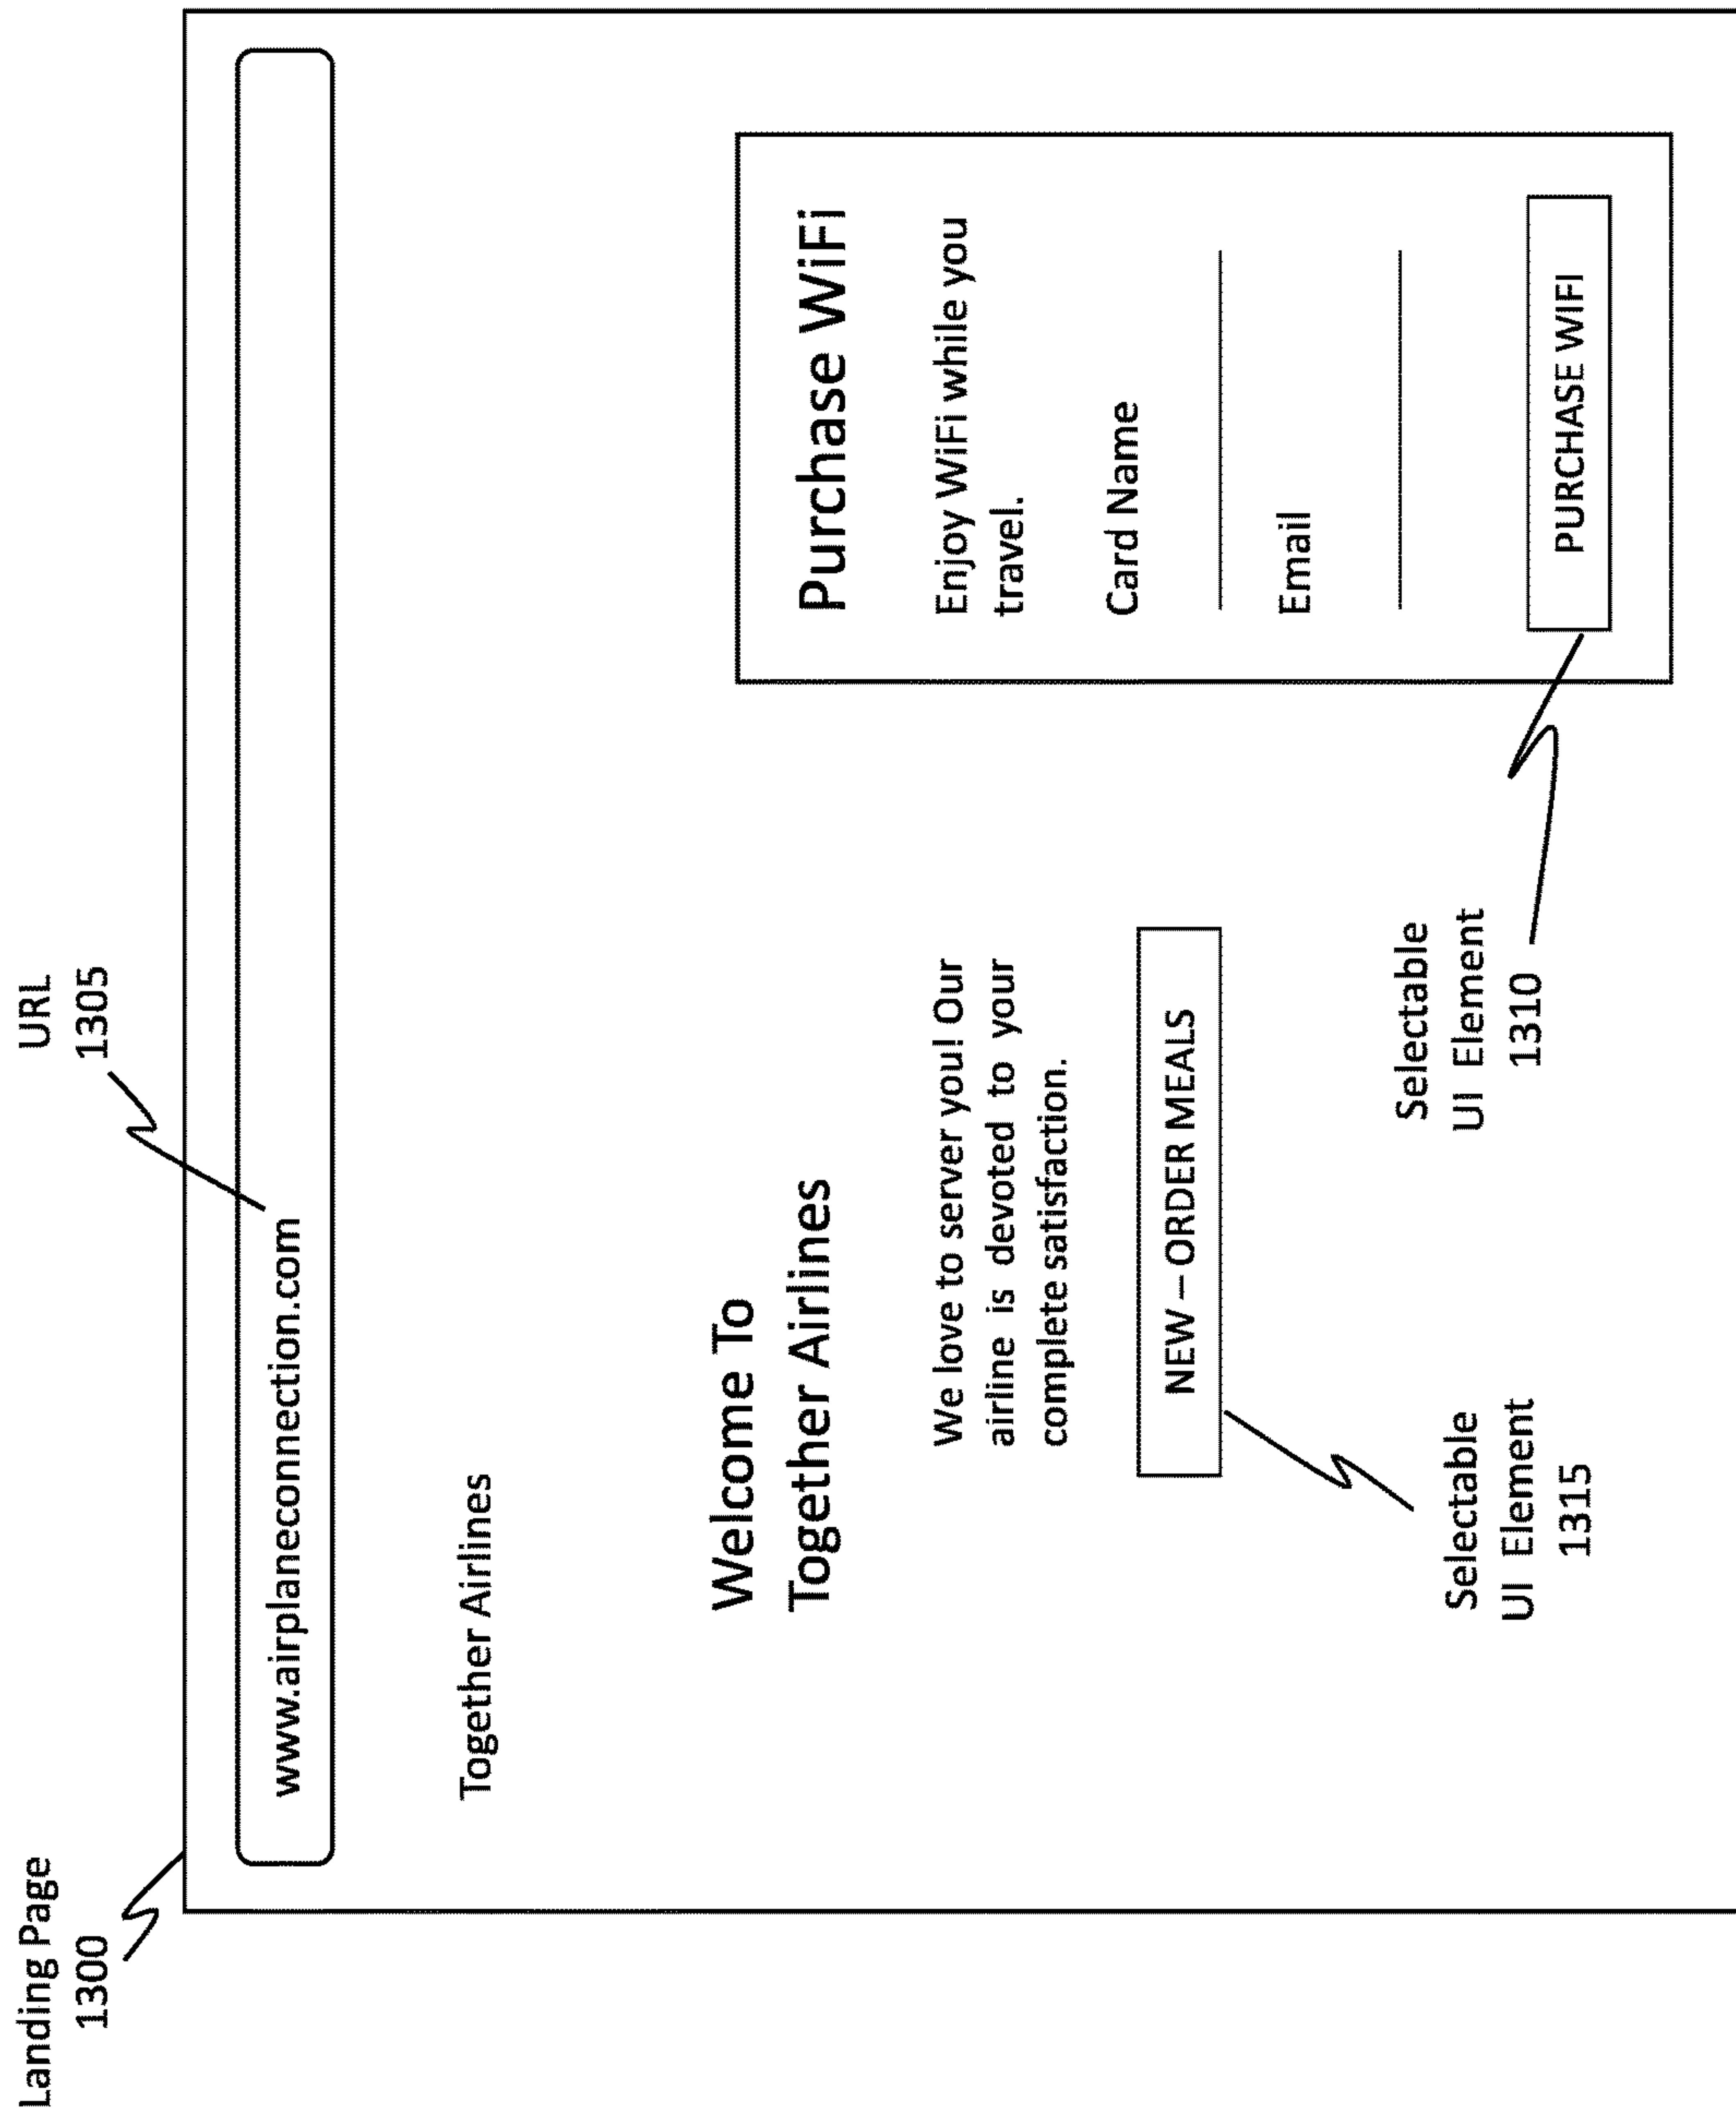 Landing Page
1300
URL
1305
www.airplaneconnection.com
Together Airlines
Welcome To
Together Airlines
We love to server you! Our
airline is devoted to your
complete satisfaction.
NEW – ORDER MEALS
Selectable
UI Element
1315
Purchase WiFi
Enjoy WiFi while you
travel.
Card Name
Email
PURCHASE WIFI
Selectable
UI Element
1310